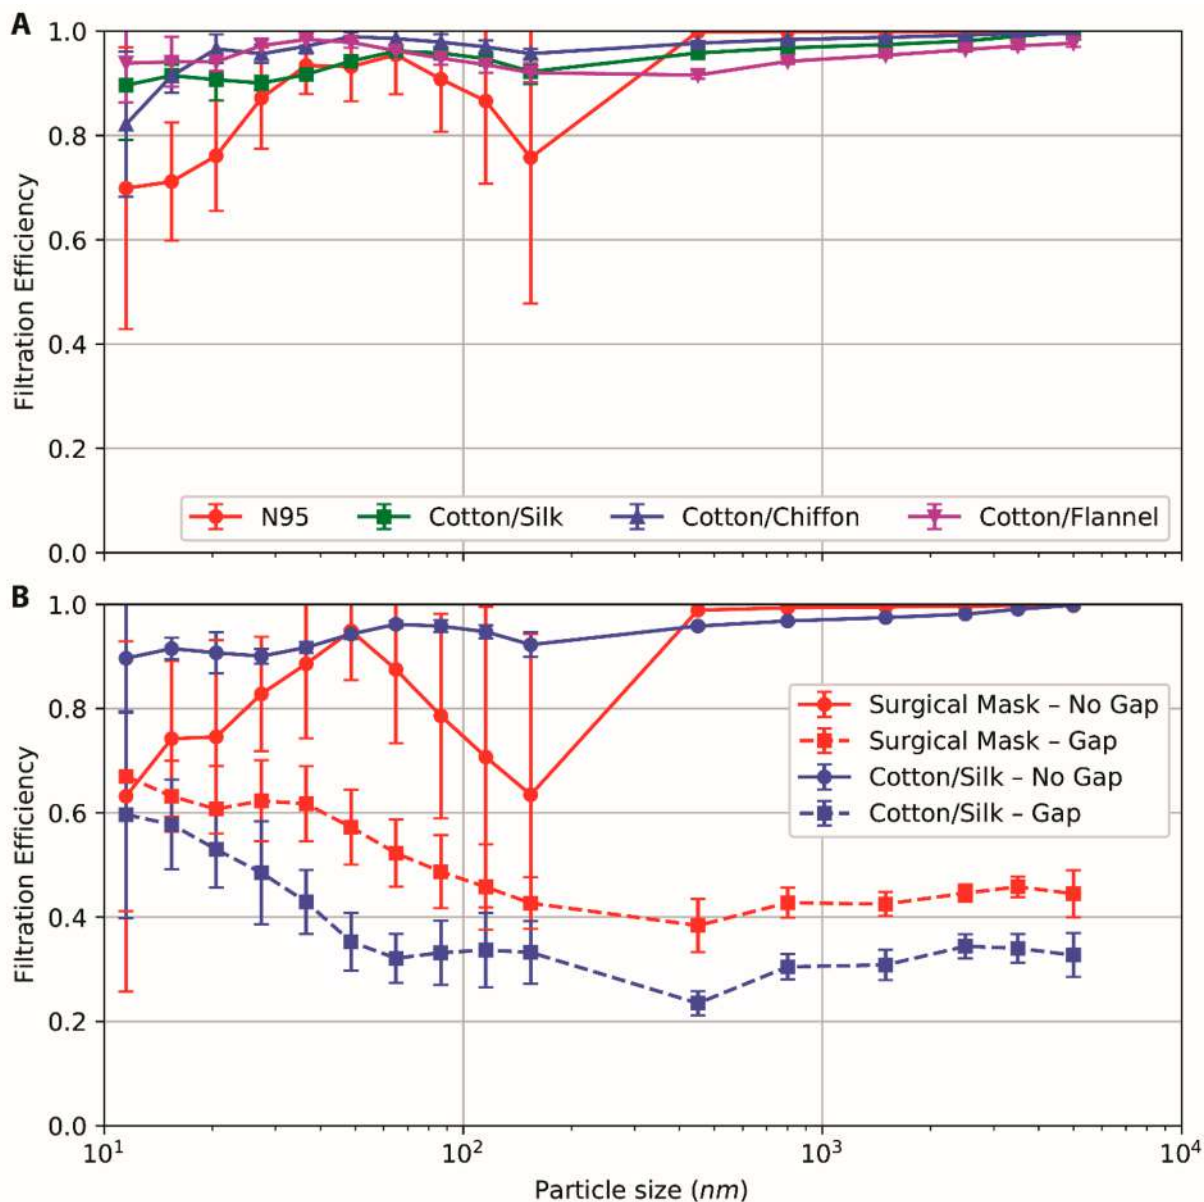 A
1.0
0.8
0.6
0.4
0.2
0.0
Filtration Efficiency
N95 Cotton/Silk Cotton/Chiffon Cotton/Flannel
B
1.0
0.8
0.6
0.4
0.2
0.0
Filtration Efficiency
Surgical Mask – No Gap
Surgical Mask – Gap
Cotton/Silk – No Gap
Cotton/Silk – Gap
10¹ 10² 10³ 10⁴
Particle size (nm)